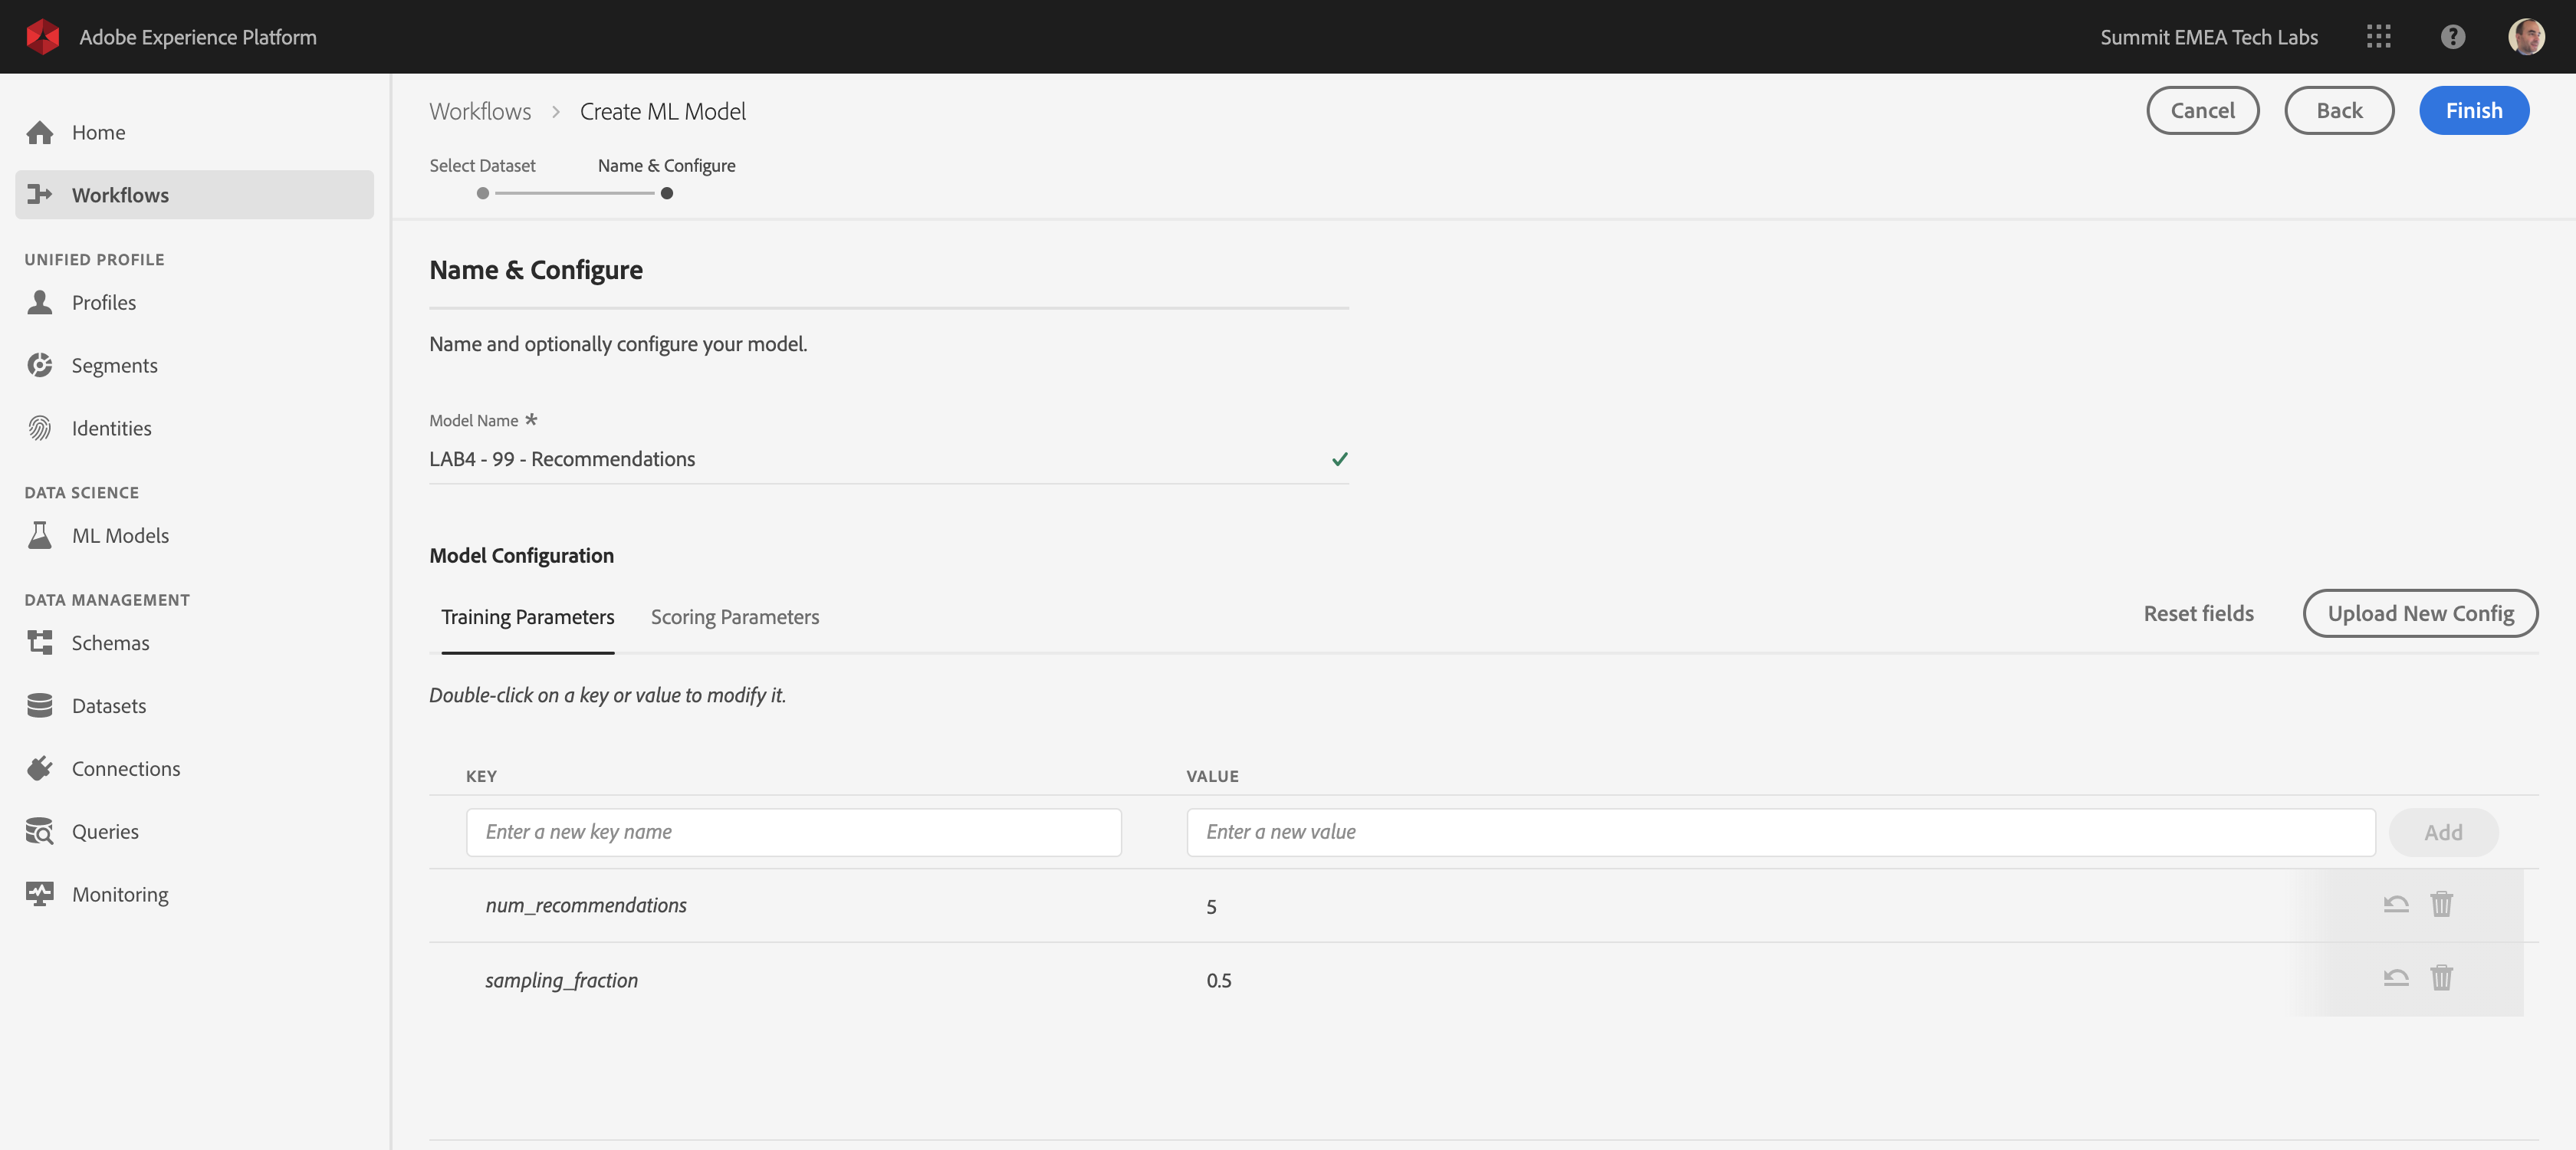 Adobe Experience Platform
Summit EMEA Tech Labs
?
Home
Workflows
UNIFIED PROFILE
Profiles
Segments
Identities
DATA SCIENCE
ML Models
DATA MANAGEMENT
Schemas
Datasets
Connections
Queries
Monitoring
Workflows > Create ML Model
Cancel
Back
Finish
Select Dataset
Name & Configure
Name & Configure
Name and optionally configure your model.
Model Name *
LAB4 - 99 - Recommendations
Model Configuration
Training Parameters
Scoring Parameters
Reset fields
Upload New Config
Double-click on a key or value to modify it.
KEY
VALUE
Enter a new key name
Enter a new value
Add
num_recommendations
5
sampling_fraction
0.5